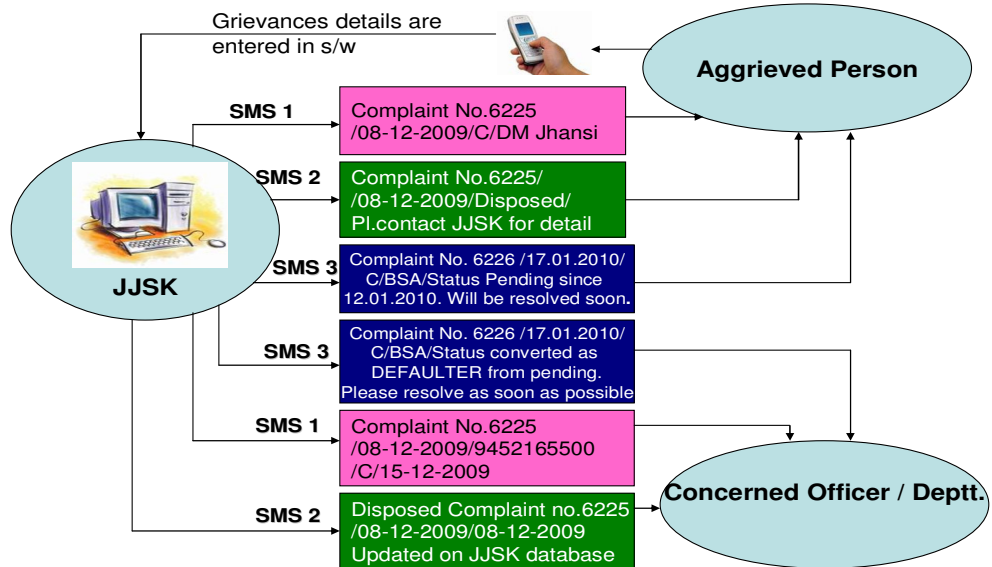 Grievances details are
entered in s/w
Aggrieved Person
SMS 1
Complaint No.6225
/08-12-2009/C/DM Jhansi
SMS 2
Complaint No.6225/
/08-12-2009/Disposed/
Pl.contact JJSK for detail
JJSK
SMS 3
Complaint No. 6226 /17.01.2010/
C/BSA/Status Pending since
12.01.2010. Will be resolved soon.
SMS 3
Complaint No. 6226 /17.01.2010/
C/BSA/Status converted as
DEFAULTER from pending.
Please resolve as soon as possible
SMS 1
Complaint No.6225
/08-12-2009/9452165500
/C/15-12-2009
Concerned Officer / Deptt.
SMS 2
Disposed Complaint no.6225
/08-12-2009/08-12-2009
Updated on JJSK database